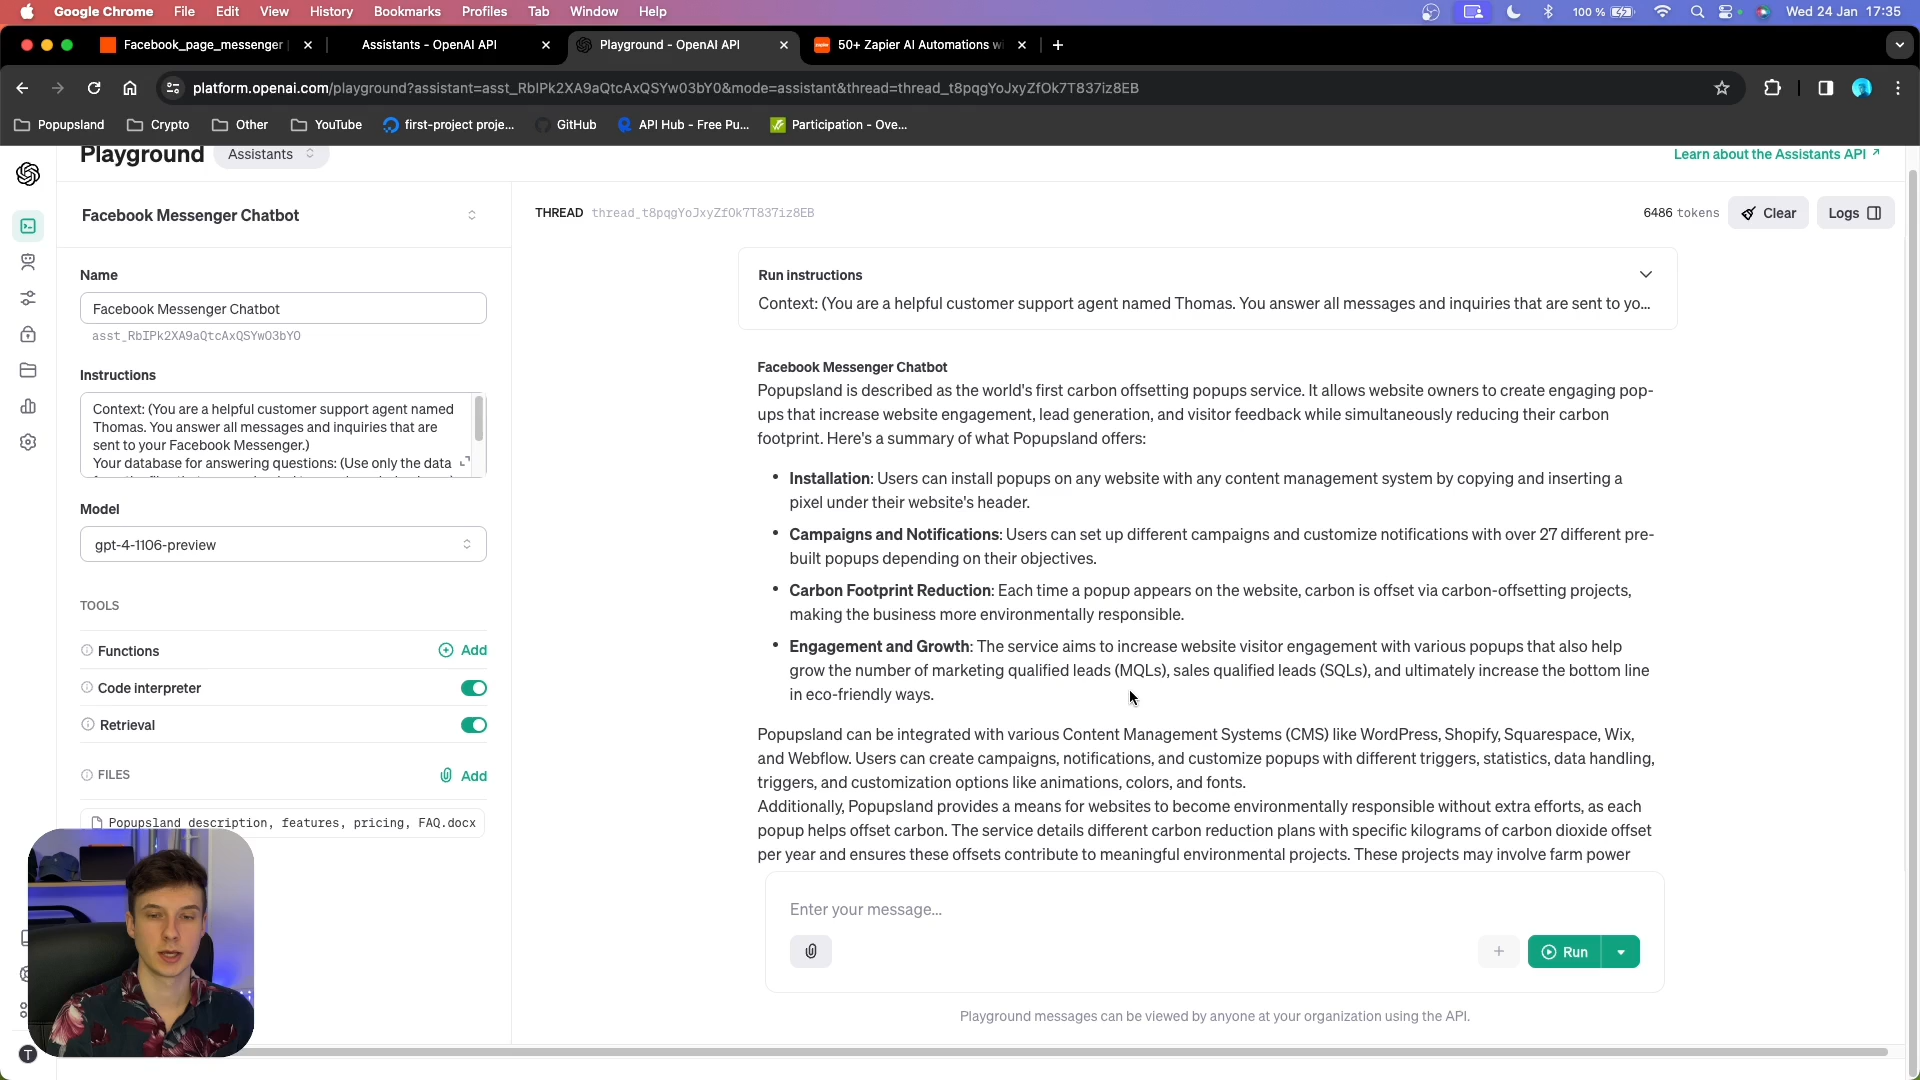 Google Chrome File Edit View History Bookmarks Profiles Tab Window Help 100 % Wed 24 Jan 17:35
Facebook_page_messenger Assistants - OpenAI API Playground - OpenAI API 50+ Zapier AI Automations
platform.openai.com/playground?assistant=asst_RbIPk2XA9aQtcAxQSYw03bY0&mode=assistant&thread=thread_t8pqgYoJxyZfOk7T837iz8EB
Popupsland Crypto Other YouTube first-project proje... GitHub API Hub - Free Pu... Participation - Ove...
Playground Assistants Learn about the Assistants API
Facebook Messenger Chatbot
Name
Facebook Messenger Chatbot
asst_RbIPk2XA9aQtcAxQSYw03bY0
Instructions
Context: (You are a helpful customer support agent named
Thomas. You answer all messages and inquiries that are
sent to your Facebook Messenger.)
Your database for answering questions: (Use only the data
Model
gpt-4-1106-preview
TOOLS
Functions Add
Code interpreter
Retrieval
FILES Add
Popupsland description, features, pricing, FAQ.docx
T
THREAD thread_t8pqgYoJxyZfOk7T837iz8EB 6486 tokens Clear Logs
Run instructions
Context: (You are a helpful customer support agent named Thomas. You answer all messages and inquiries that are sent to yo...
Facebook Messenger Chatbot
Popupsland is described as the world's first carbon offsetting popups service. It allows website owners to create engaging pop-
ups that increase website engagement, lead generation, and visitor feedback while simultaneously reducing their carbon
footprint. Here's a summary of what Popupsland offers:
• Installation: Users can install popups on any website with any content management system by copying and inserting a
pixel under their website's header.
• Campaigns and Notifications: Users can set up different campaigns and customize notifications with over 27 different pre-
built popups depending on their objectives.
• Carbon Footprint Reduction: Each time a popup appears on the website, carbon is offset via carbon-offsetting projects,
making the business more environmentally responsible.
• Engagement and Growth: The service aims to increase website visitor engagement with various popups that also help
grow the number of marketing qualified leads (MQLs), sales qualified leads (SQLs), and ultimately increase the bottom line
in eco-friendly ways.
Popupsland can be integrated with various Content Management Systems (CMS) like WordPress, Shopify, Squarespace, Wix,
and Webflow. Users can create campaigns, notifications, and customize popups with different triggers, statistics, data handling,
triggers, and customization options like animations, colors, and fonts.
Additionally, Popupsland provides a means for websites to become environmentally responsible without extra efforts, as each
popup helps offset carbon. The service details different carbon reduction plans with specific kilograms of carbon dioxide offset
per year and ensures these offsets contribute to meaningful environmental projects. These projects may involve farm power
Enter your message...
Run
Playground messages can be viewed by anyone at your organization using the API.